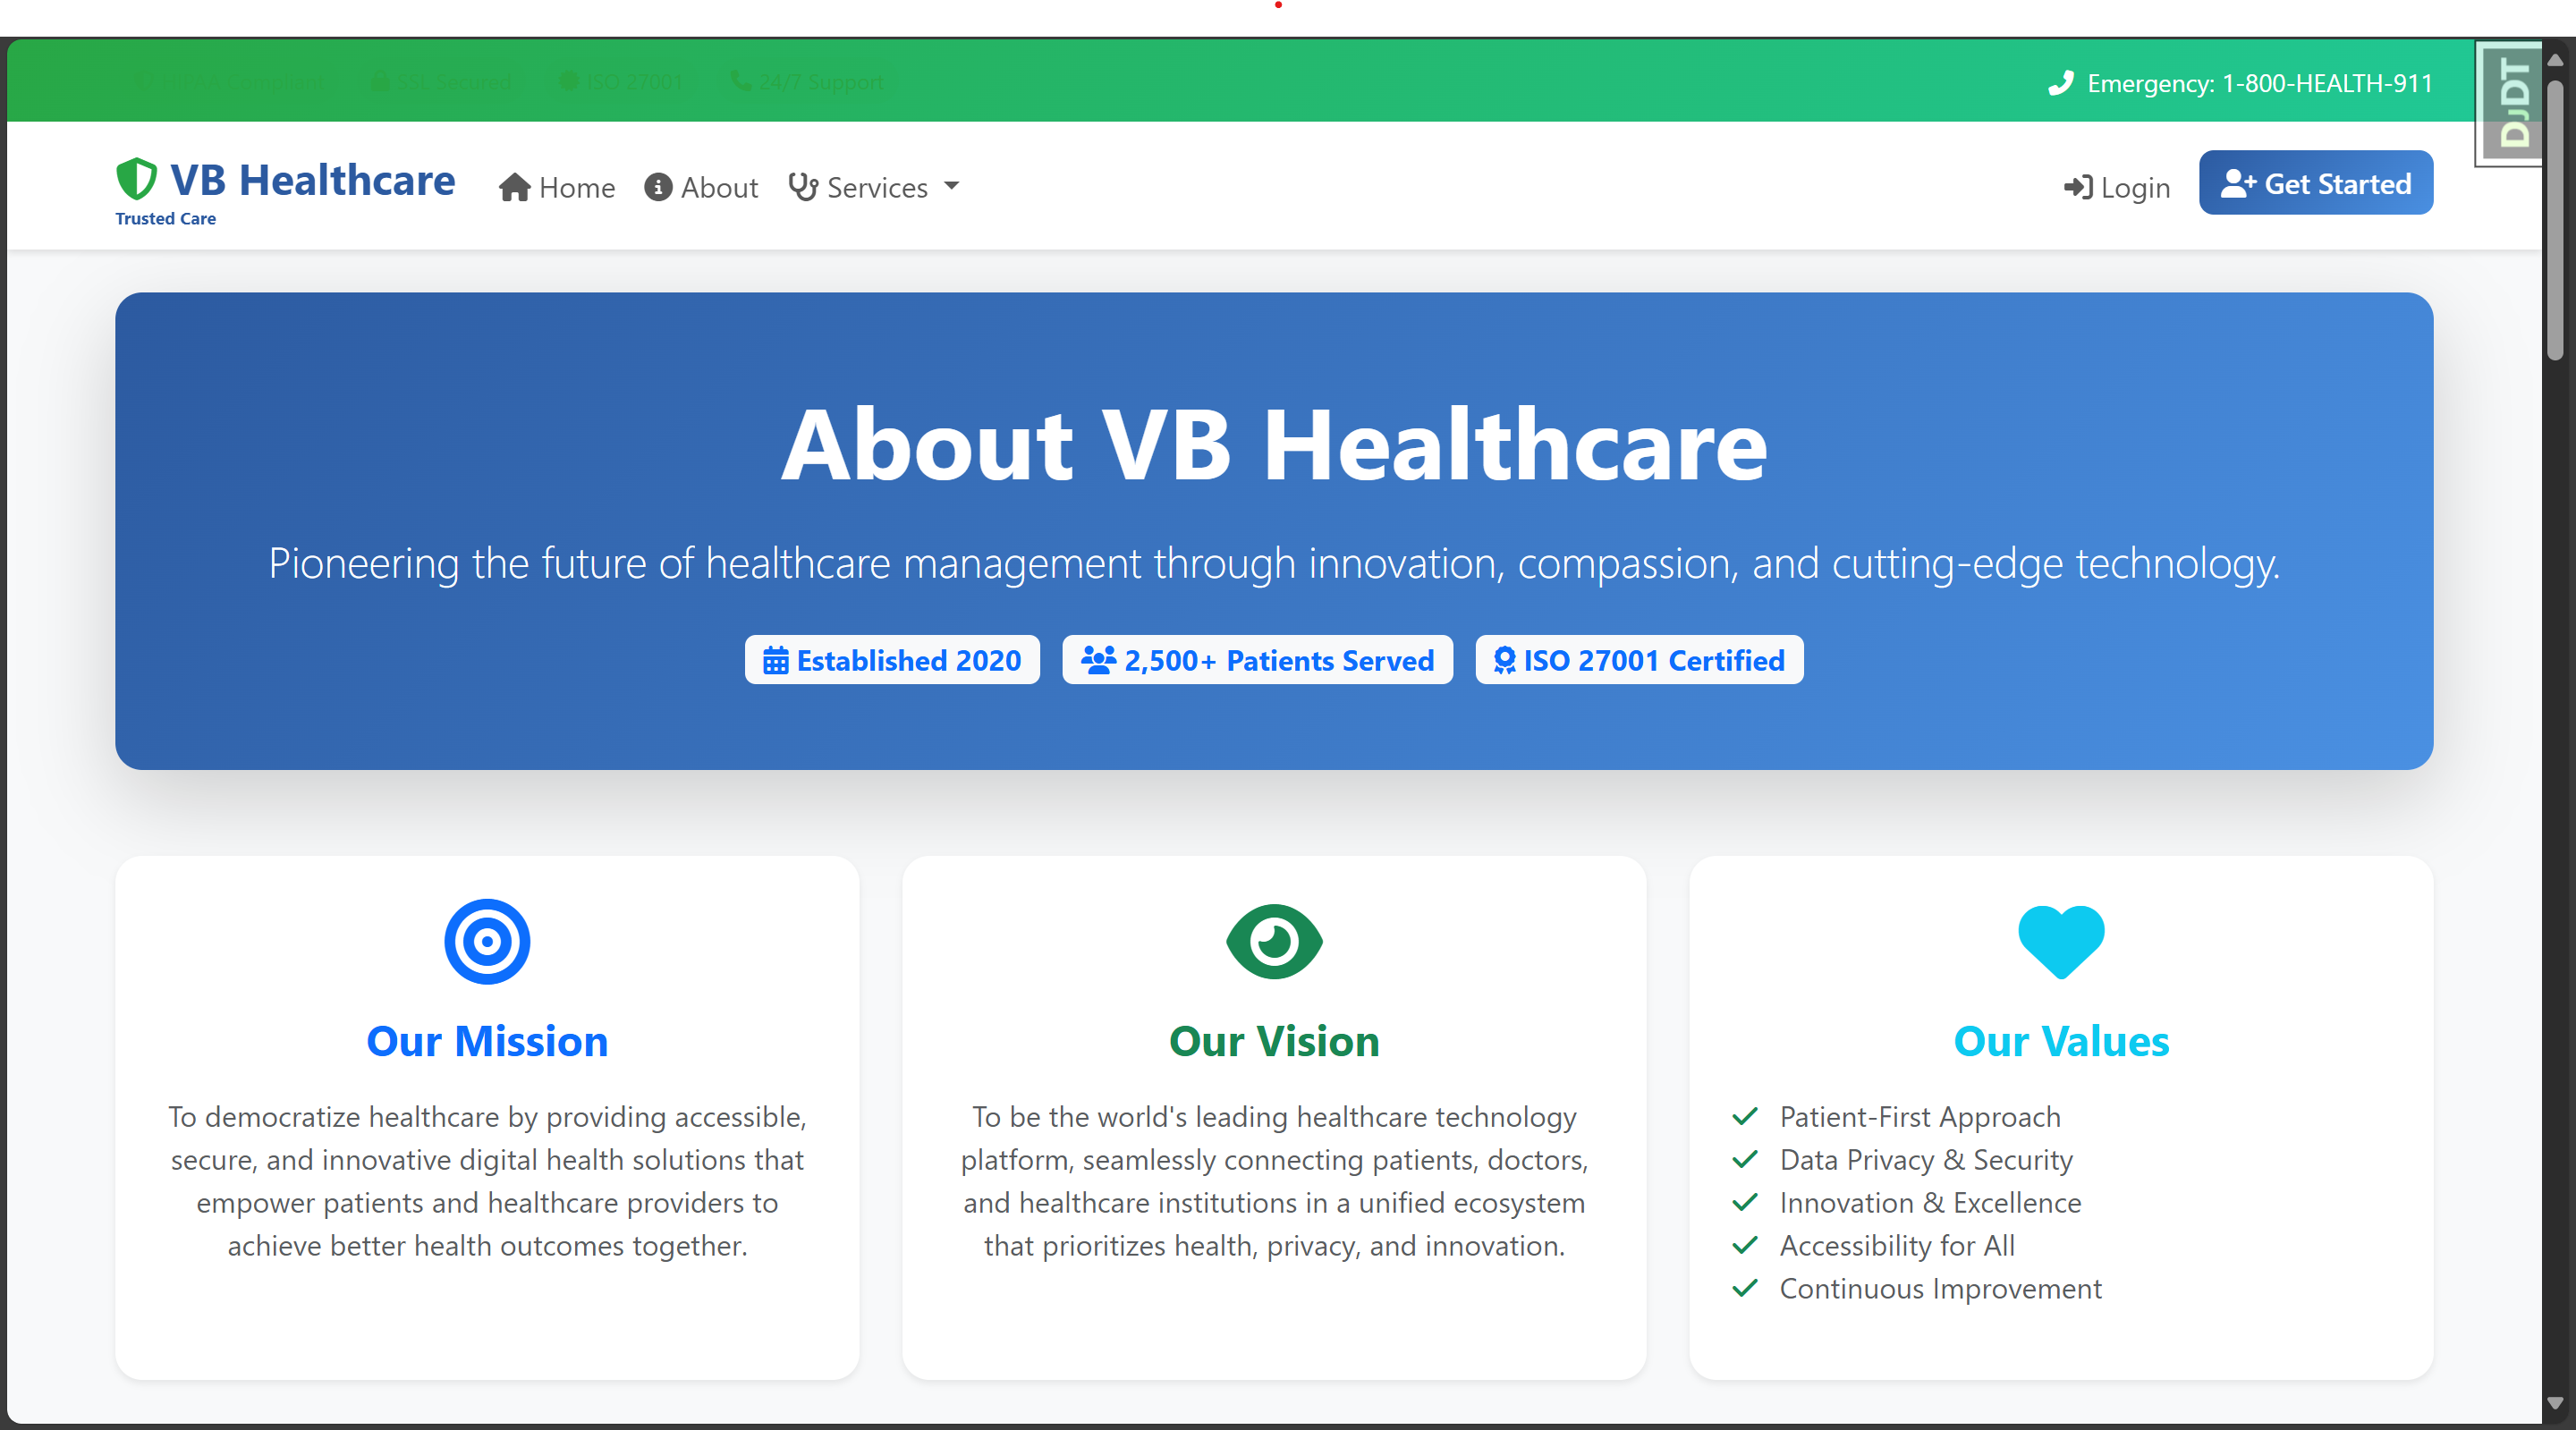 Compliant
SSL Secured
ISO 27001
24/7 Support
Emergency: 1-800-HEALTH-911
DJDT
VB Healthcare
Trusted Care
Home
About
Services
Login
Get Started
About VB Healthcare
Pioneering the future of healthcare management through innovation, compassion, and cutting-edge technology.
Established 2020
2,500+ Patients Served
ISO 27001 Certified
Our Mission
To democratize healthcare by providing accessible,
secure, and innovative digital health solutions that
empower patients and healthcare providers to
achieve better health outcomes together.
Our Vision
To be the world's leading healthcare technology
platform, seamlessly connecting patients, doctors,
and healthcare institutions in a unified ecosystem
that prioritizes health, privacy, and innovation.
Our Values
Patient-First Approach
Data Privacy & Security
Innovation & Excellence
Accessibility for All
Continuous Improvement